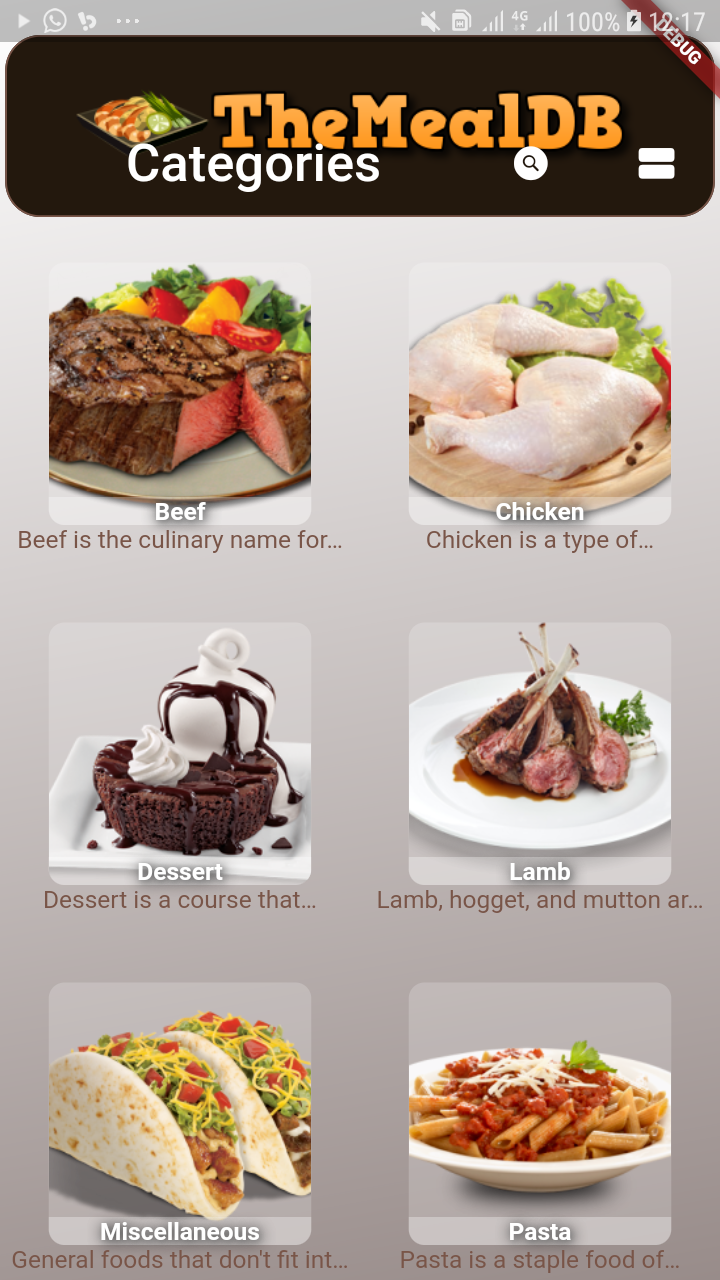 4G 100% 12:17
DEBUG
TheMealDB
Categories
Beef
Beef is the culinary name for...
Chicken
Chicken is a type of...
Dessert
Dessert is a course that...
Lamb
Lamb, hogget, and mutton ar...
Miscellaneous
General foods that don't fit int...
Pasta
Pasta is a staple food of...